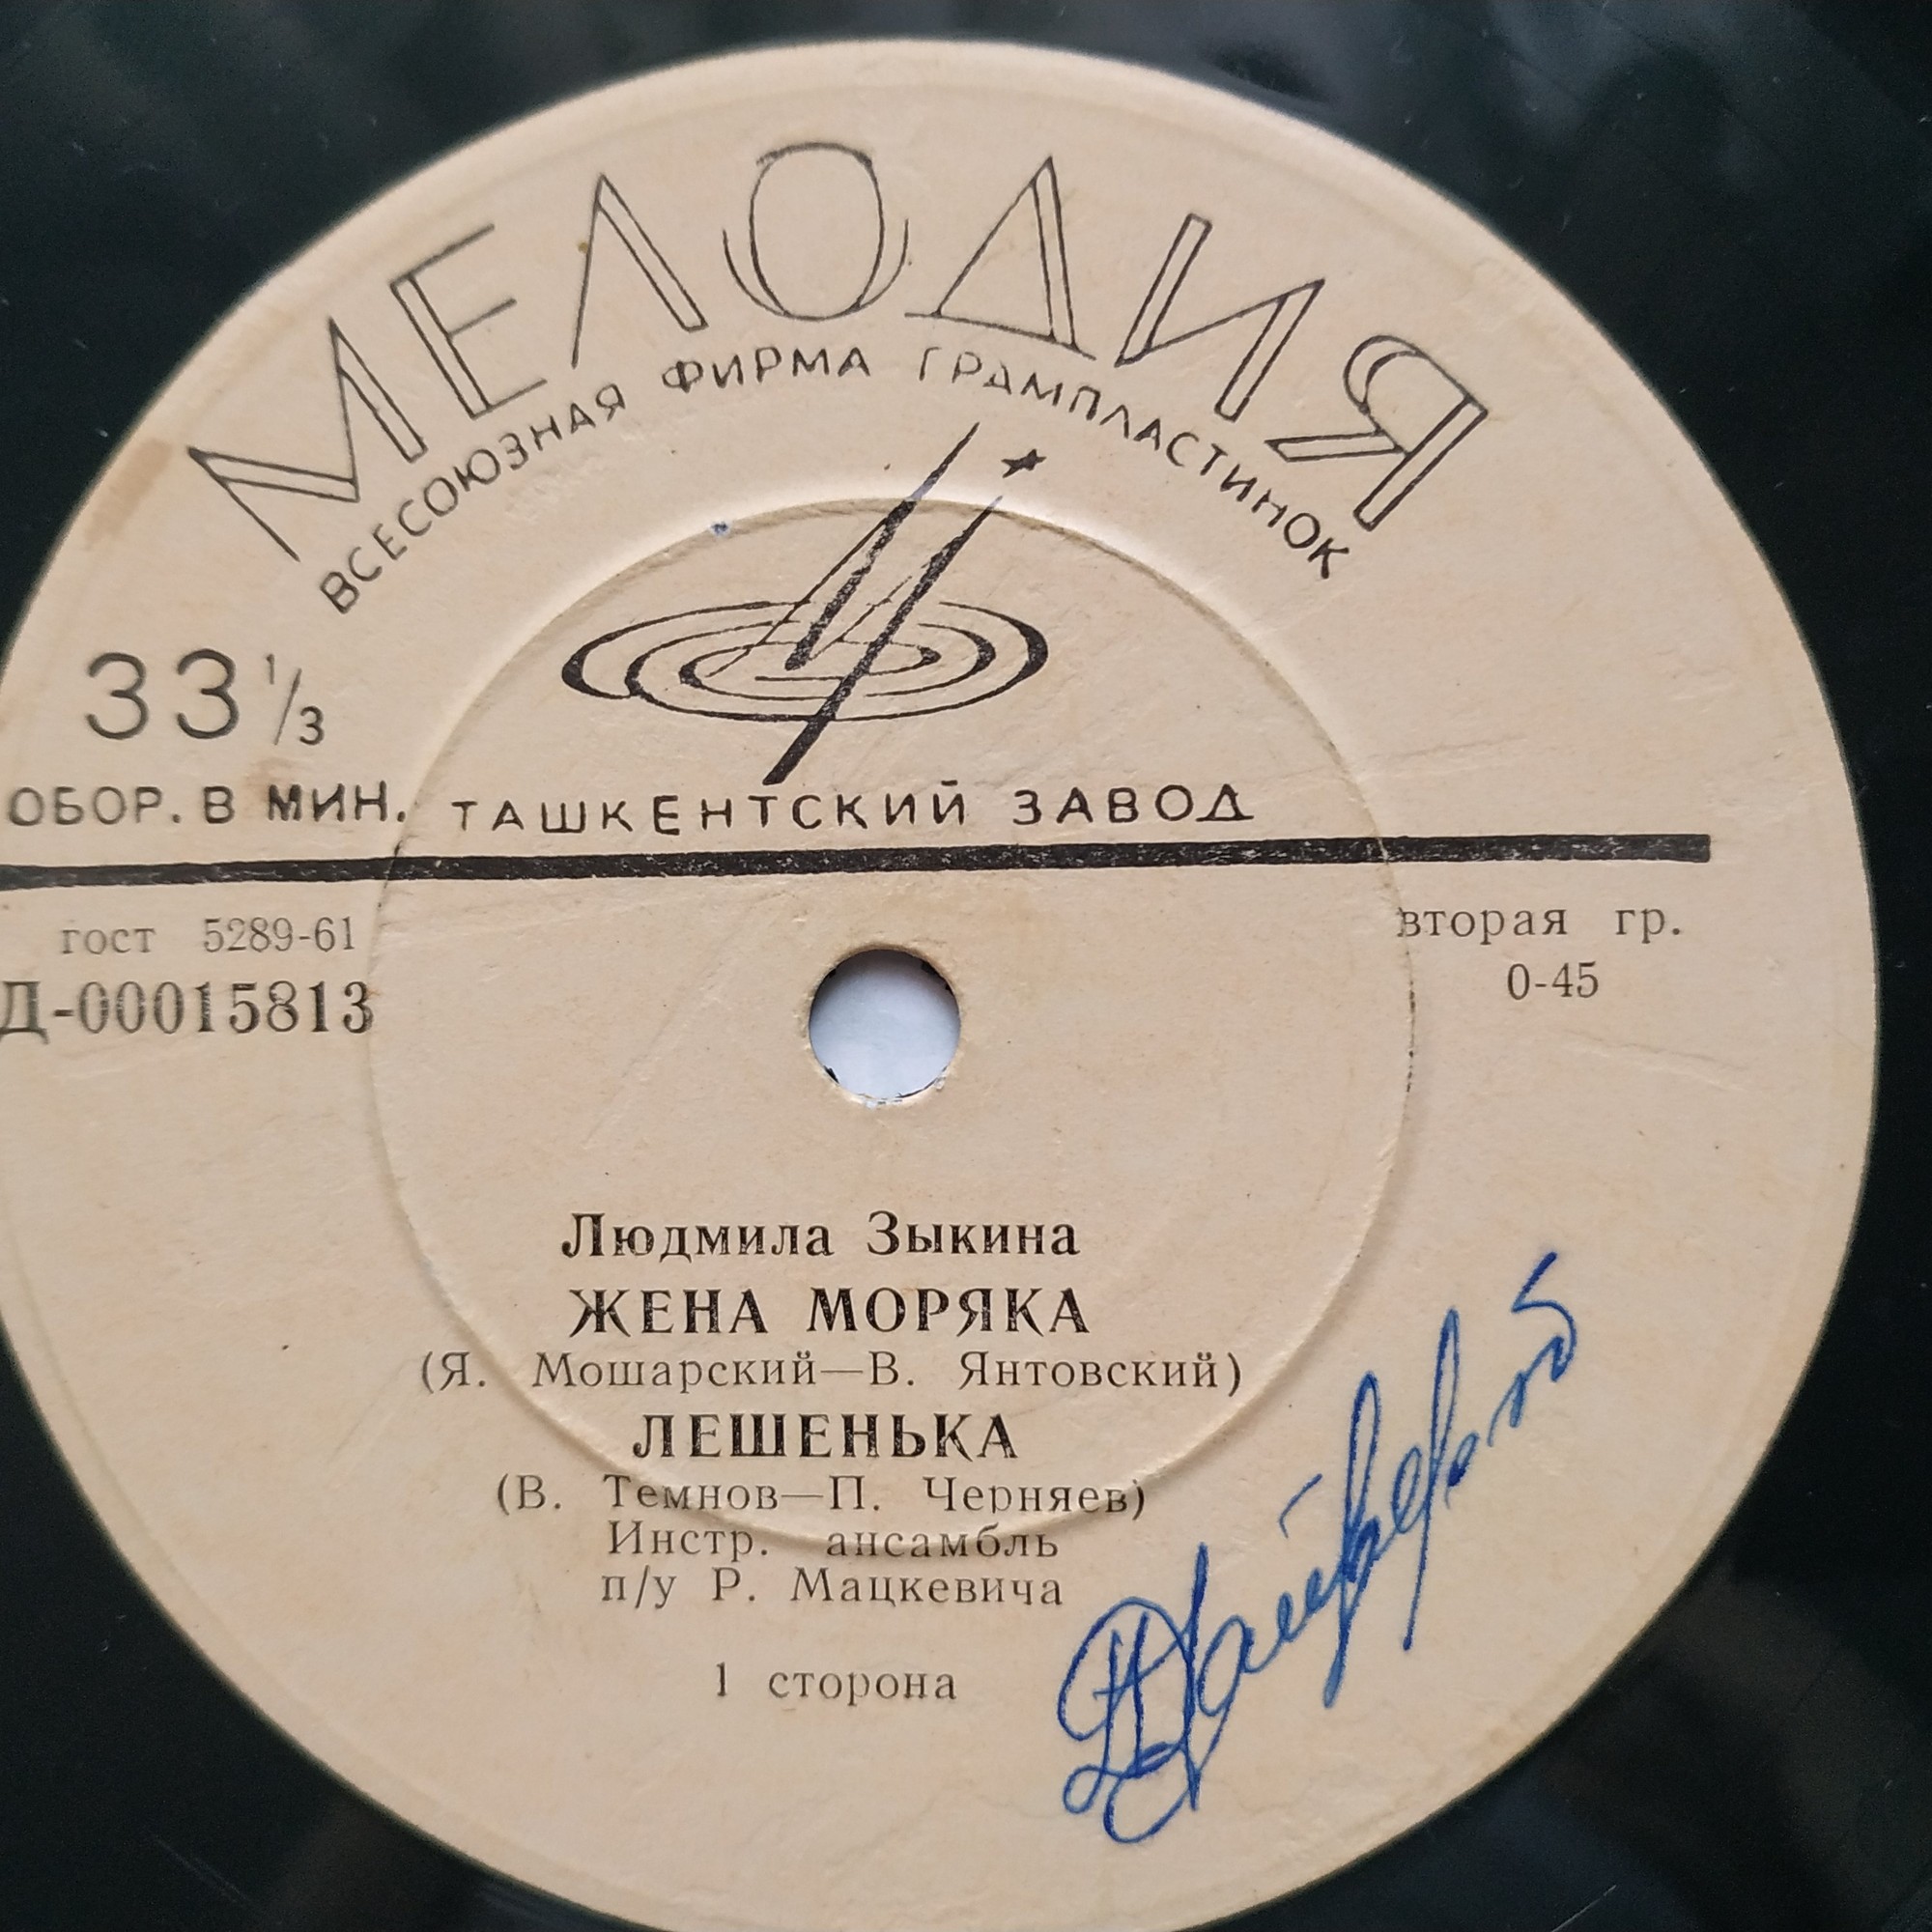 МЕЛОДИЯ
ВСЕСОЮЗНАЯ ФИРМА ГРАМПЛАСТИНОК
33 1/3
ОБОР. В МИН.
ТАШКЕНТСКИЙ ЗАВОД
гост 5289-61
Д-00015813
вторая гр.
0-45
Людмила Зыкина
ЖЕНА МОРЯКА
(Я. Мошарский—В. Янтовский)
ЛЕШЕНЬКА
(В. Темнов—П. Черняев)
Инстр. ансамбль
п/у Р. Мацкевича
1 сторона